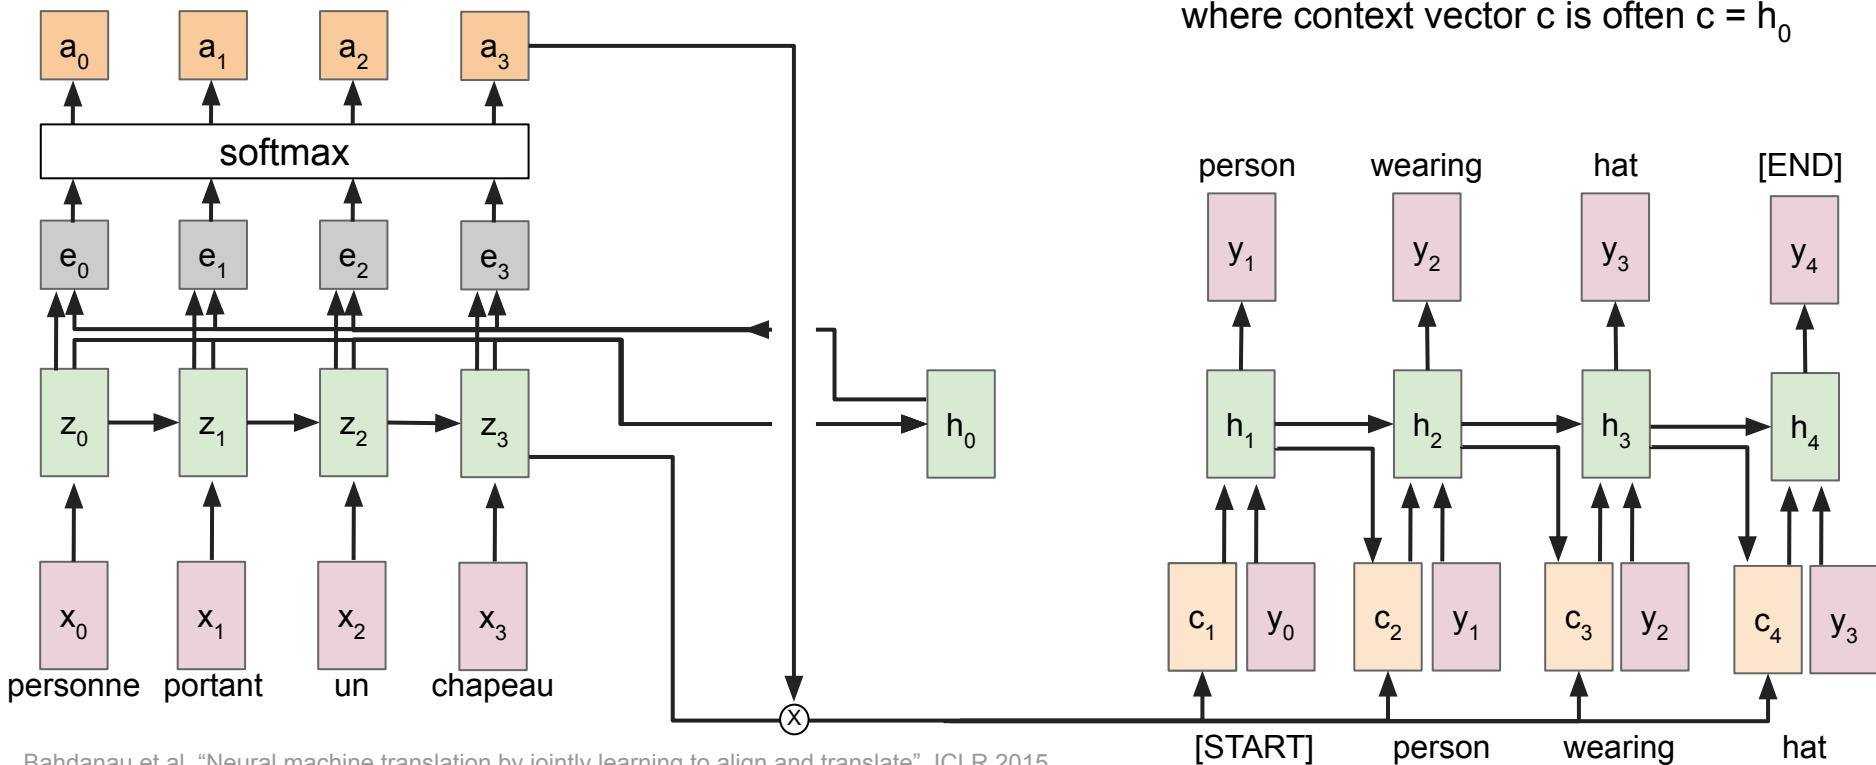 where context vector c is often c = h₀
a₀ a₁ a₂ a₃
softmax
person wearing hat [END]
e₀ e₁ e₂ e₃
y₁ y₂ y₃ y₄
z₀ z₁ z₂ z₃ h₀ h₁ h₂ h₃ h₄
x₀ x₁ x₂ x₃ c₁ y₀ c₂ y₁ c₃ y₂ c₄ y₃
personne portant un chapeau
X
[START] person wearing hat
Bahdanau et al. “Neural machine translation by jointly learning to align and translate”, ICLR 2015